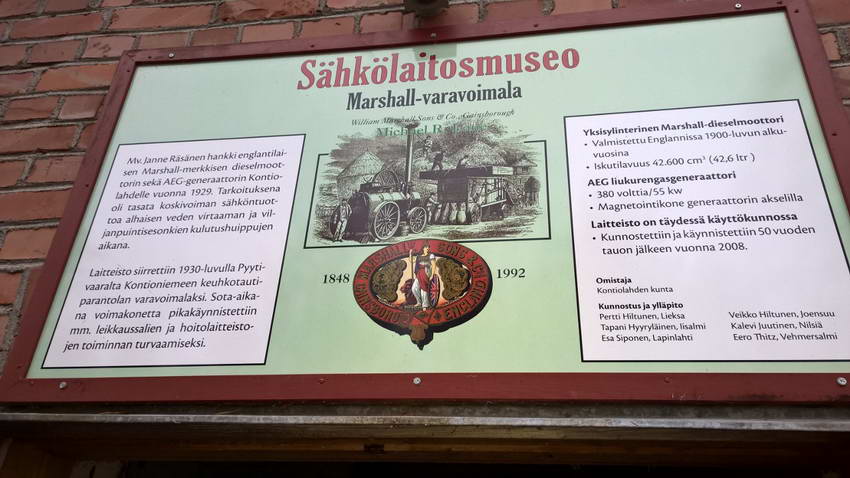 Sähkölaitosmuseo
Marshall-varavoimala
William Marshall Sons & Co., Gainsborough
Mv. Janne Räsänen hankki englantilai-
sen Marshall-merkkisen dieselmoot-
torin sekä AEG-generaattorin Kontio-
lahdelle vuonna 1929. Tarkoituksena
oli tasata koskivoiman sähköntuot-
toa alhaisen veden virtaaman ja vil-
janpuintisesonkien kulutushuippujen
aikana.
Laitteisto siirrettiin 1930-luvulla Pyyti-
vaaralta Kontioniemeen keuhkotauti-
parantolan varavoimalaksi. Sota-aika-
na voimakonetta pikakäynnistettiin
mm. leikkaussalien ja hoitolaitteisto-
jen toiminnan turvaamiseksi.
1848
1992
MARSHALL SONS & CO
GAINSBORO
ENGLAND
Yksisylinterinen Marshall-dieselmoottori
• Valmistettu Englannissa 1900-luvun alku-
vuosina
• Iskutilavuus 42.600 cm³ (42,6 ltr )
AEG liukurengasgeneraattori
• 380 volttia/55 kw
• Magnetointikone generaattorin akselilla
Laitteisto on täydessä käyttökunnossa
• Kunnostettiin ja käynnistettiin 50 vuoden
tauon jälkeen vuonna 2008.
Omistaja
Kontiolahden kunta
Kunnostus ja ylläpito
Pertti Hiltunen, Lieksa
Veikko Hiltunen, Joensuu
Tapani Hyyryläinen, Iisalmi
Kalevi Juutinen, Nilsiä
Esa Siponen, Lapinlahti
Eero Thitz, Vehmersalmi